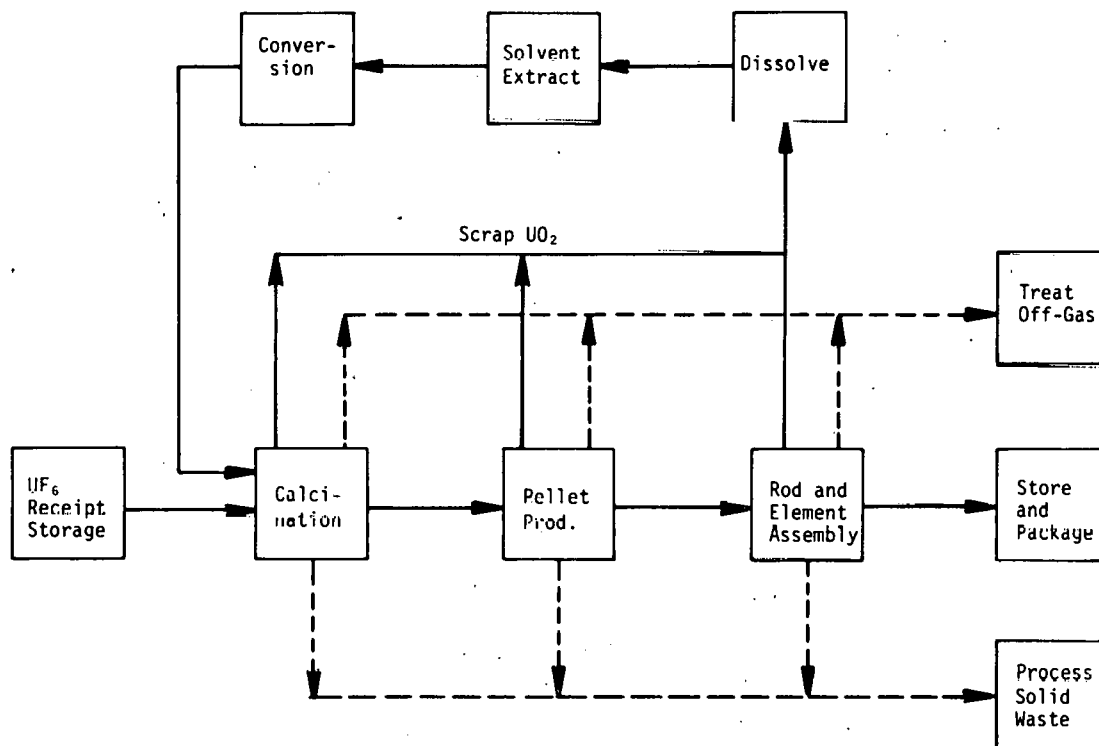 Conver-
sion
Solvent
Extract
Dissolve
Scrap UO₂
Treat
Off-Gas
UF₆
Receipt
Storage
Calci-
nation
Pellet
Prod.
Rod and
Element
Assembly
Store
and
Package
Process
Solid
Waste